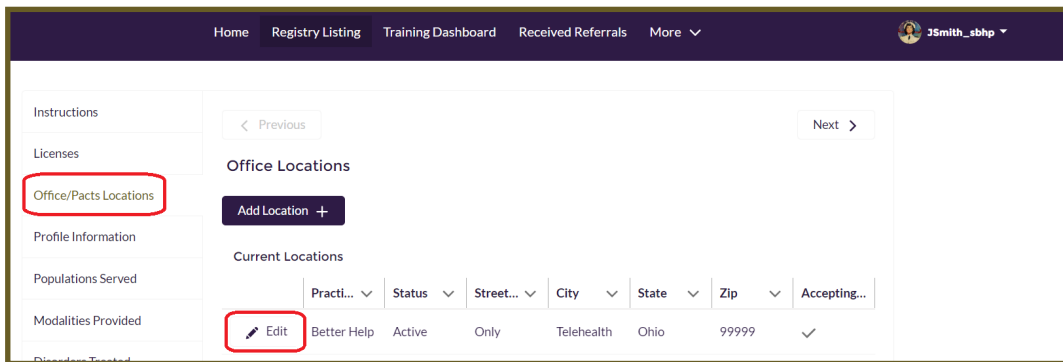 Home Registry Listing Training Dashboard Received Referrals More JSmith_sbhp
Instructions
Licenses
Office/Pacts Locations
Profile Information
Populations Served
Modalities Provided
Disorders Treated
Previous Next
Office Locations
Add Location +
Current Locations
Practi... Status Street... City State Zip Accepting...
Edit Better Help Active Only Telehealth Ohio 99999